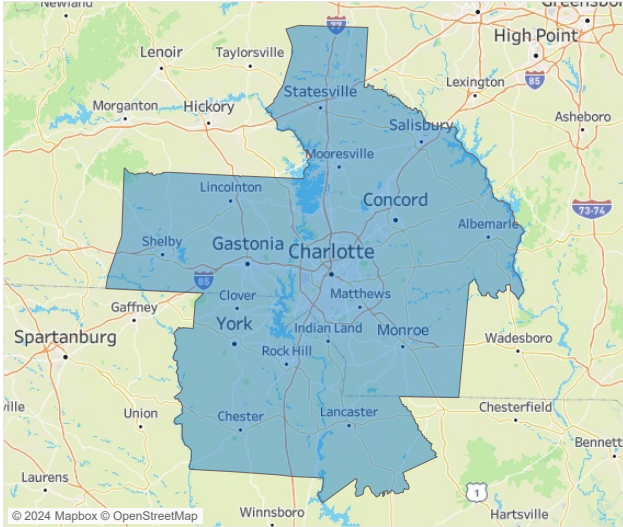 Newland
Greensboro
77
High Point
Lenoir
Taylorsville
85
Statesville
Lexington
Morganton
Hickory
Asheboro
Salisbury
Mooresville
Lincolnton
Concord
73-74
Albemarle
Shelby
Gastonia
Charlotte
85
Clover
Matthews
Gaffney
York
Indian Land
Monroe
Spartanburg
Wadesboro
Rock Hill
ville
Union
Chester
Lancaster
Chesterfield
Bennett
Laurens
1
Winnsboro
Hartsville
© 2024 Mapbox © OpenStreetMap